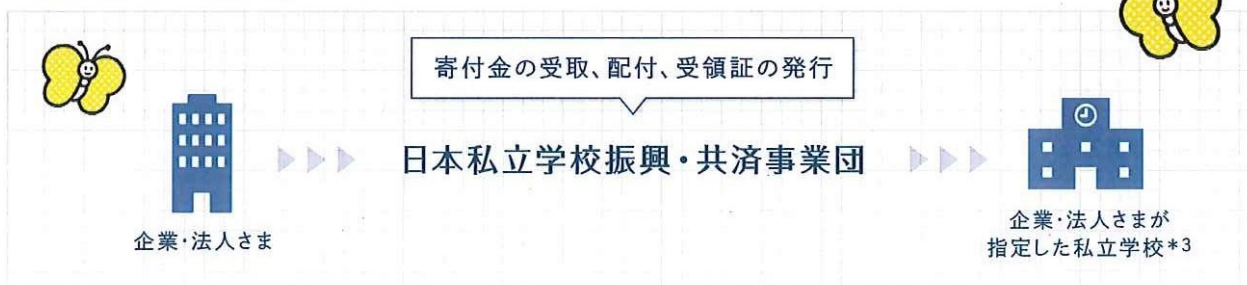 寄付金の受取、配付、受領証の発行
日本私立学校振興・共済事業団
企業・法人さま
企業・法人さまが
指定した私立学校*3